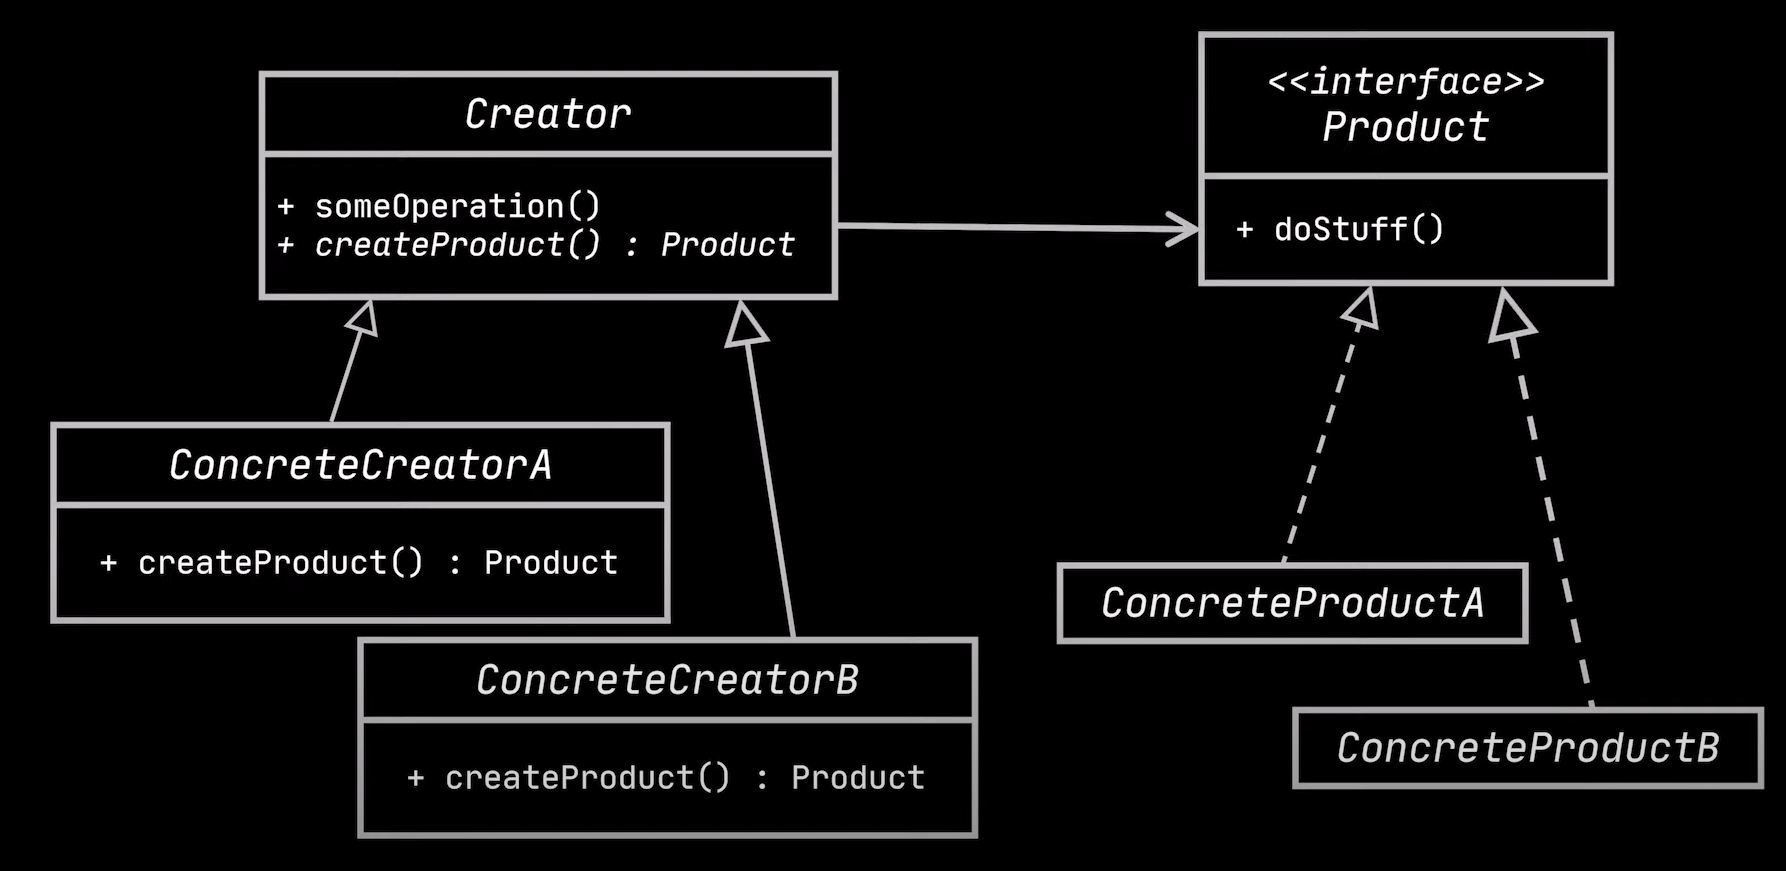 Creator
+ someOperation()
+ createProduct() : Product
<<interface>>
Product
+ doStuff()
ConcreteCreatorA
+ createProduct() : Product
ConcreteCreatorB
+ createProduct() : Product
ConcreteProductA
ConcreteProductB